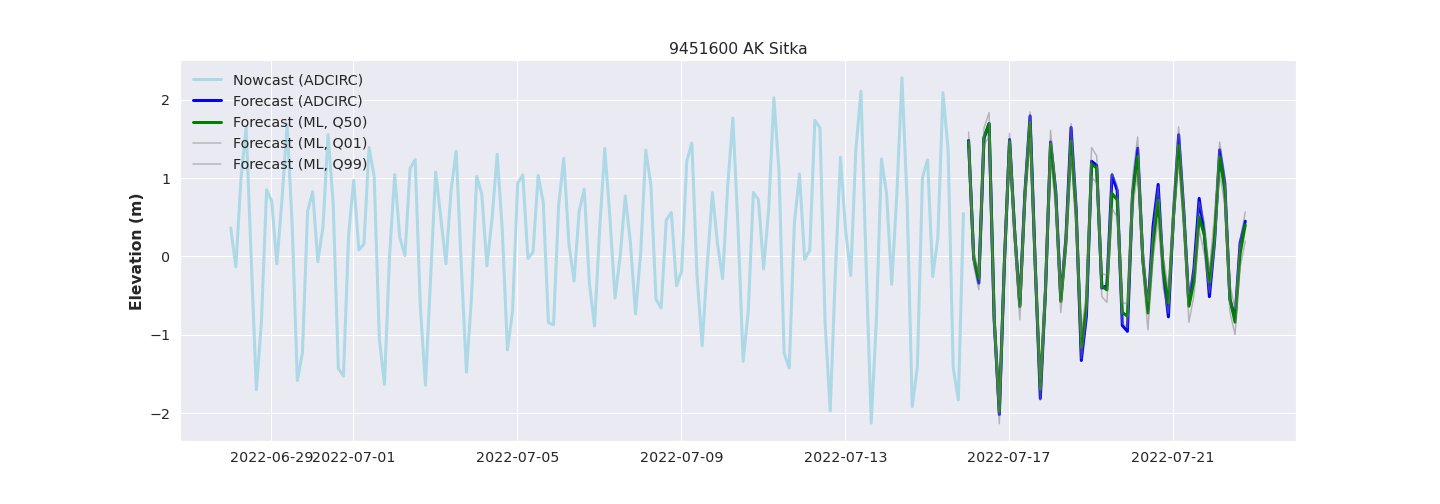 9451600 AK Sitka
Nowcast (ADCIRC)
Forecast (ADCIRC)
Forecast (ML, Q50)
Forecast (ML, Q01)
Forecast (ML, Q99)
Elevation (m)
2
1
0
−1
−2
2022-06-29 2022-07-01 2022-07-05 2022-07-09 2022-07-13 2022-07-17 2022-07-21